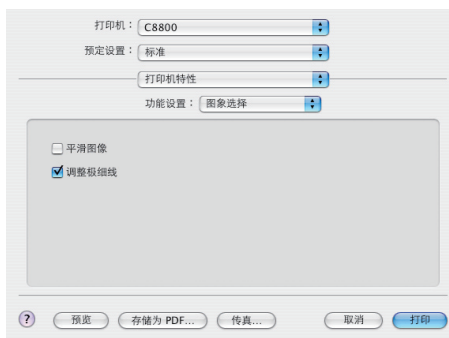 打印机： C8800
预定设置： 标准
打印机特性
功能设置： 图象选择
平滑图像
调整极细线
? 预览 存储为 PDF... 传真... 取消 打印